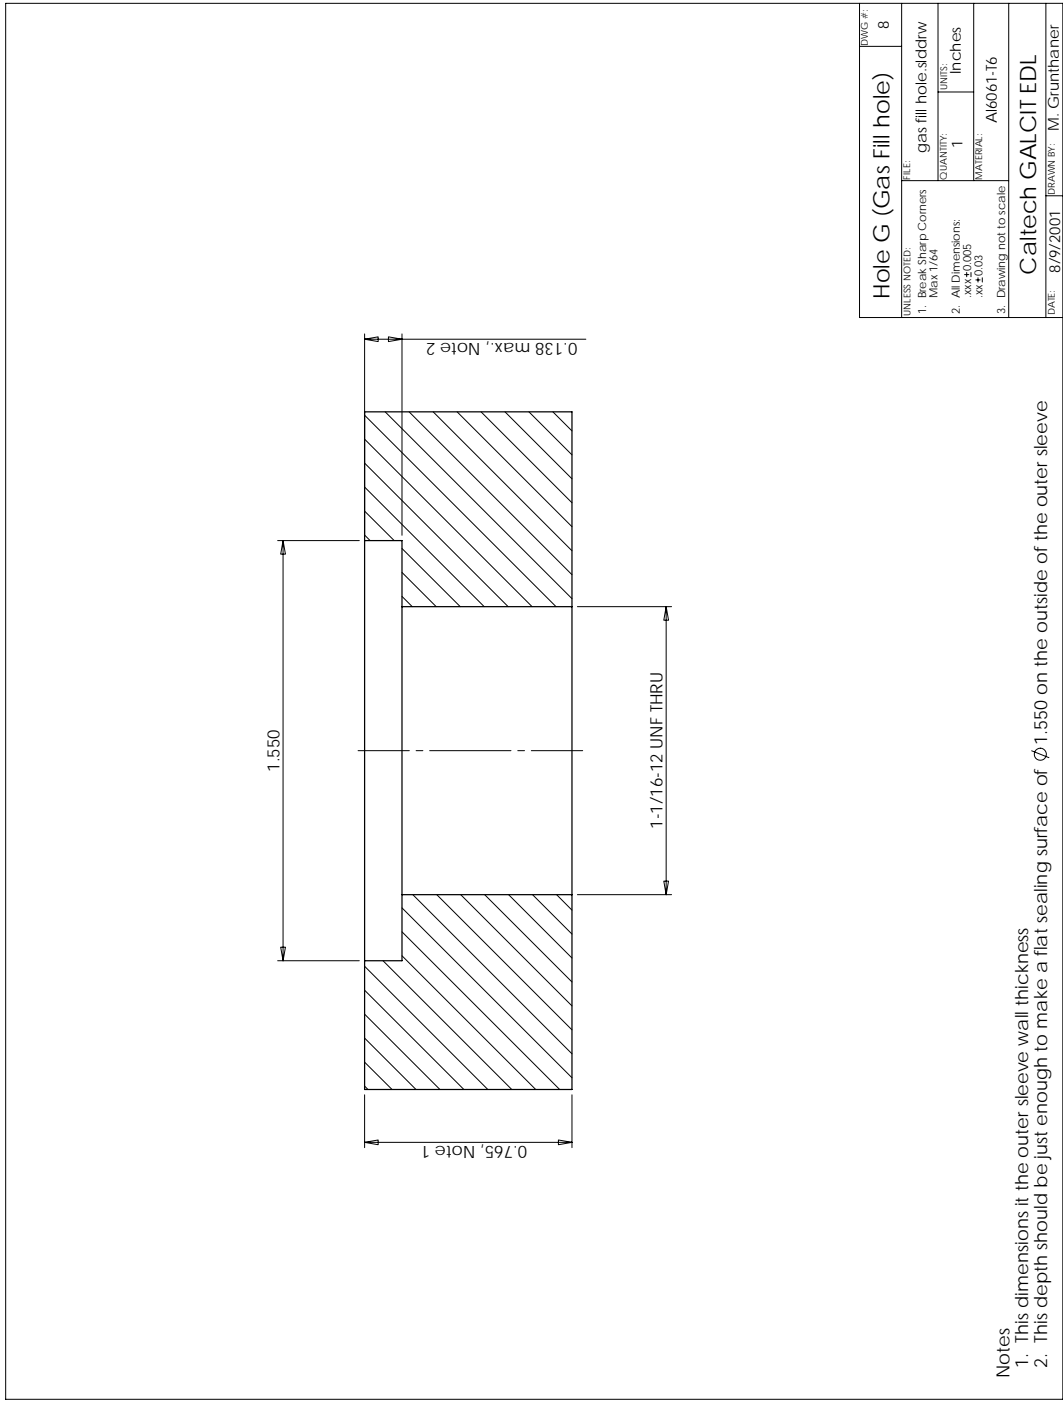 1.550
0.138 max., Note 2
0.765, Note 1
1-1/16-12 UNF THRU
Notes
1. This dimensions it the outer sleeve wall thickness
2. This depth should be just enough to make a flat sealing surface of ∅1.550 on the outside of the outer sleeve
Hole G (Gas Fill hole)
DWG #:
8
UNLESS NOTED:
1. Break Sharp Corners
Max 1/64
2. All Dimensions:
.xxx±0.005
.xx±0.03
3. Drawing not to scale
FILE:
gas fill hole.slddrw
QUANTITY:
1
UNITS:
Inches
MATERIAL:
Al6061-T6
Caltech GALCIT EDL
DATE: 8/9/2001
DRAWN BY: M. Grunthaner